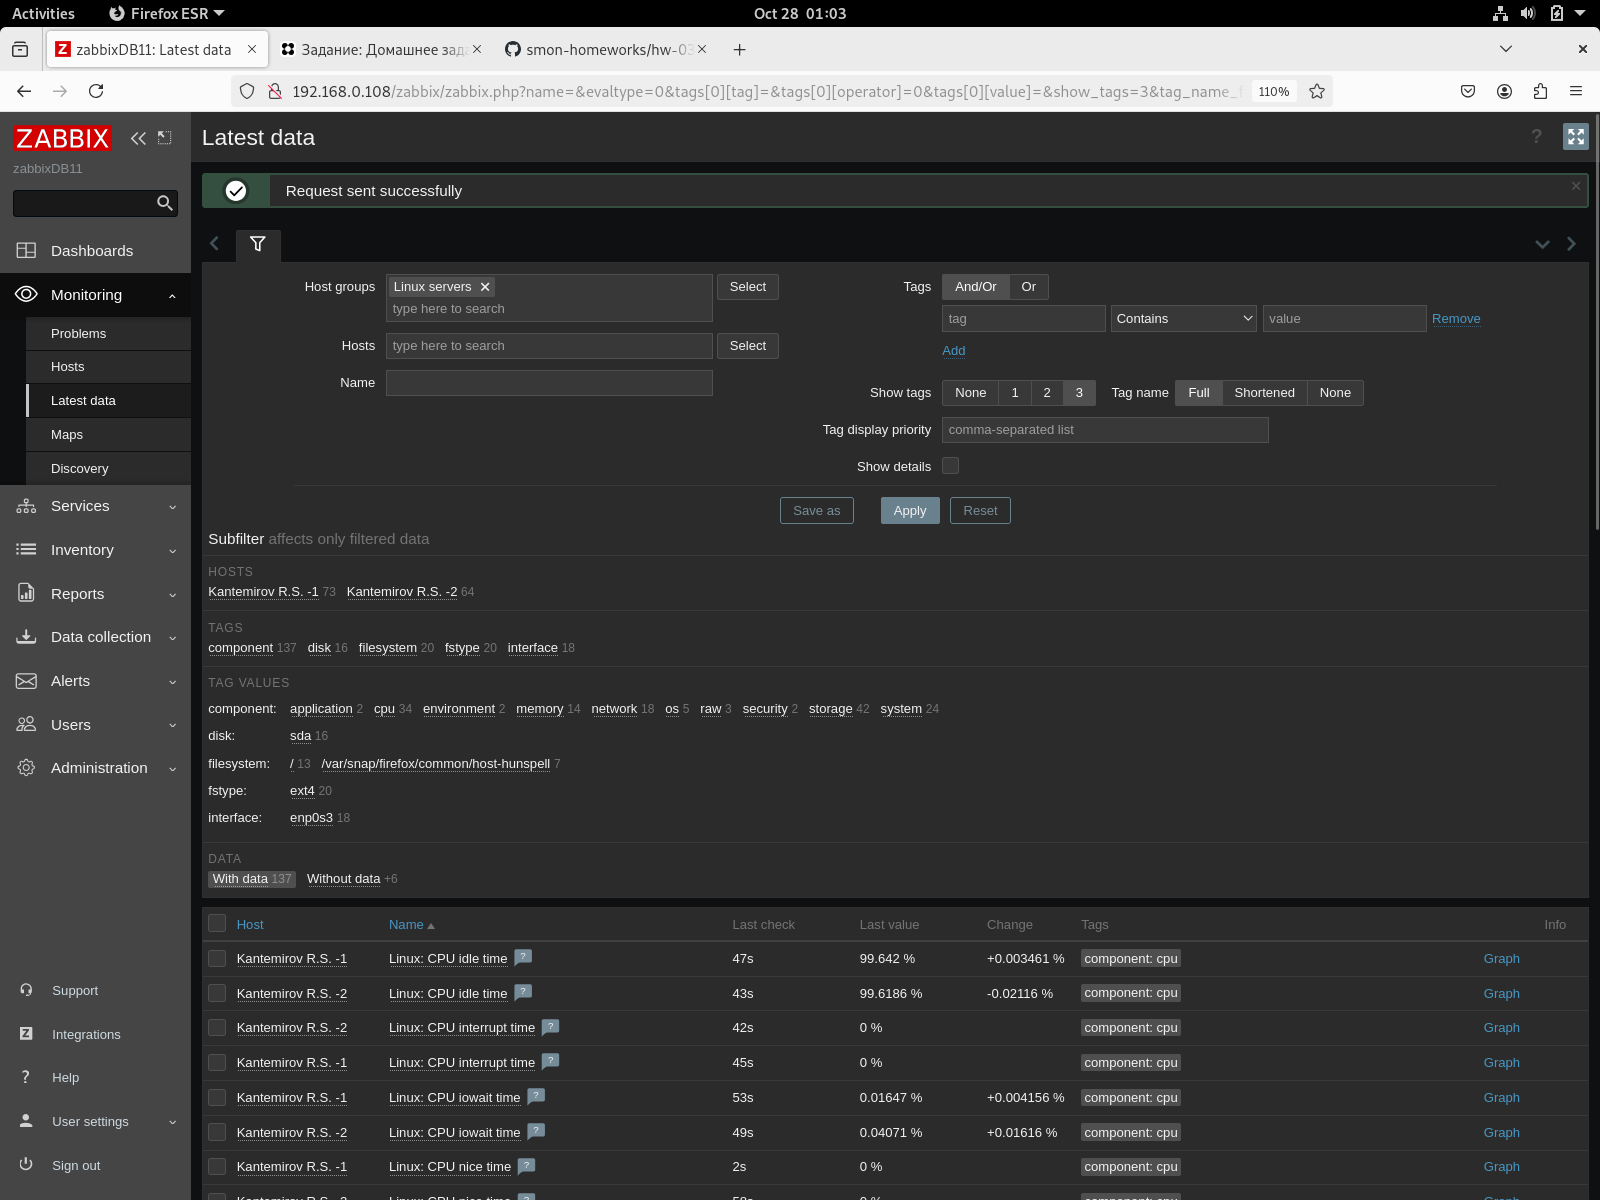 Activities Firefox ESR Oct 28 01:03
zabbixDB11: Latest data Задание: Домашнее зада smon-homeworks/hw-03
192.168.0.108/zabbix/zabbix.php?name=&evaltype=0&tags[0][tag]=&tags[0][operator]=0&tags[0][value]=&show_tags=3&tag_name_f 110%
ZABBIX
zabbixDB11
Dashboards
Monitoring
Problems
Hosts
Latest data
Maps
Discovery
Services
Inventory
Reports
Data collection
Alerts
Users
Administration
Support
Integrations
Help
User settings
Sign out
Latest data ?
Request sent successfully
Host groups Linux servers Select
type here to search
Hosts type here to search Select
Name
Tags And/Or Or
tag Contains value Remove
Add
Show tags None 1 2 3 Tag name Full Shortened None
Tag display priority comma-separated list
Show details
Save as Apply Reset
Subfilter affects only filtered data
HOSTS
Kantemirov R.S. -1 73 Kantemirov R.S. -2 64
TAGS
component 137 disk 16 filesystem 20 fstype 20 interface 18
TAG VALUES
component: application 2 cpu 34 environment 2 memory 14 network 18 os 5 raw 3 security 2 storage 42 system 24
disk: sda 16
filesystem: / 13 /var/snap/firefox/common/host-hunspell 7
fstype: ext4 20
interface: enp0s3 18
DATA
With data 137 Without data +6
Host Name Last check Last value Change Tags Info
Kantemirov R.S. -1 Linux: CPU idle time ? 47s 99.642 % +0.003461 % component: cpu Graph
Kantemirov R.S. -2 Linux: CPU idle time ? 43s 99.6186 % -0.02116 % component: cpu Graph
Kantemirov R.S. -2 Linux: CPU interrupt time ? 42s 0 % component: cpu Graph
Kantemirov R.S. -1 Linux: CPU interrupt time ? 45s 0 % component: cpu Graph
Kantemirov R.S. -1 Linux: CPU iowait time ? 53s 0.01647 % +0.004156 % component: cpu Graph
Kantemirov R.S. -2 Linux: CPU iowait time ? 49s 0.04071 % +0.01616 % component: cpu Graph
Kantemirov R.S. -1 Linux: CPU nice time ? 2s 0 % component: cpu Graph
Kantemirov R.S. -2 Linux: CPU nice time ? 58s 0 % component: cpu Graph